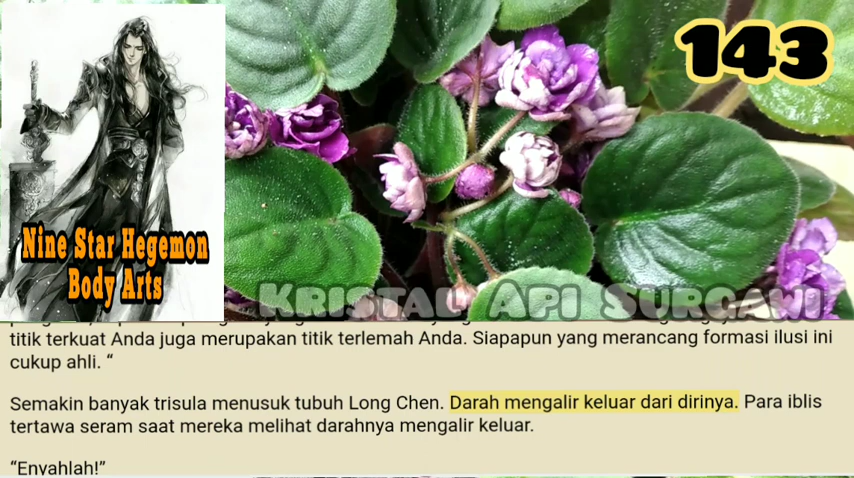 143
Nine Star Hegemon
Body Arts
Kristal Api Surgawi
titik terkuat Anda juga merupakan titik terlemah Anda. Siapapun yang merancang formasi ilusi ini
cukup ahli. “
Semakin banyak trisula menusuk tubuh Long Chen. Darah mengalir keluar dari dirinya. Para iblis
tertawa seram saat mereka melihat darahnya mengalir keluar.
“Enyahlah!”